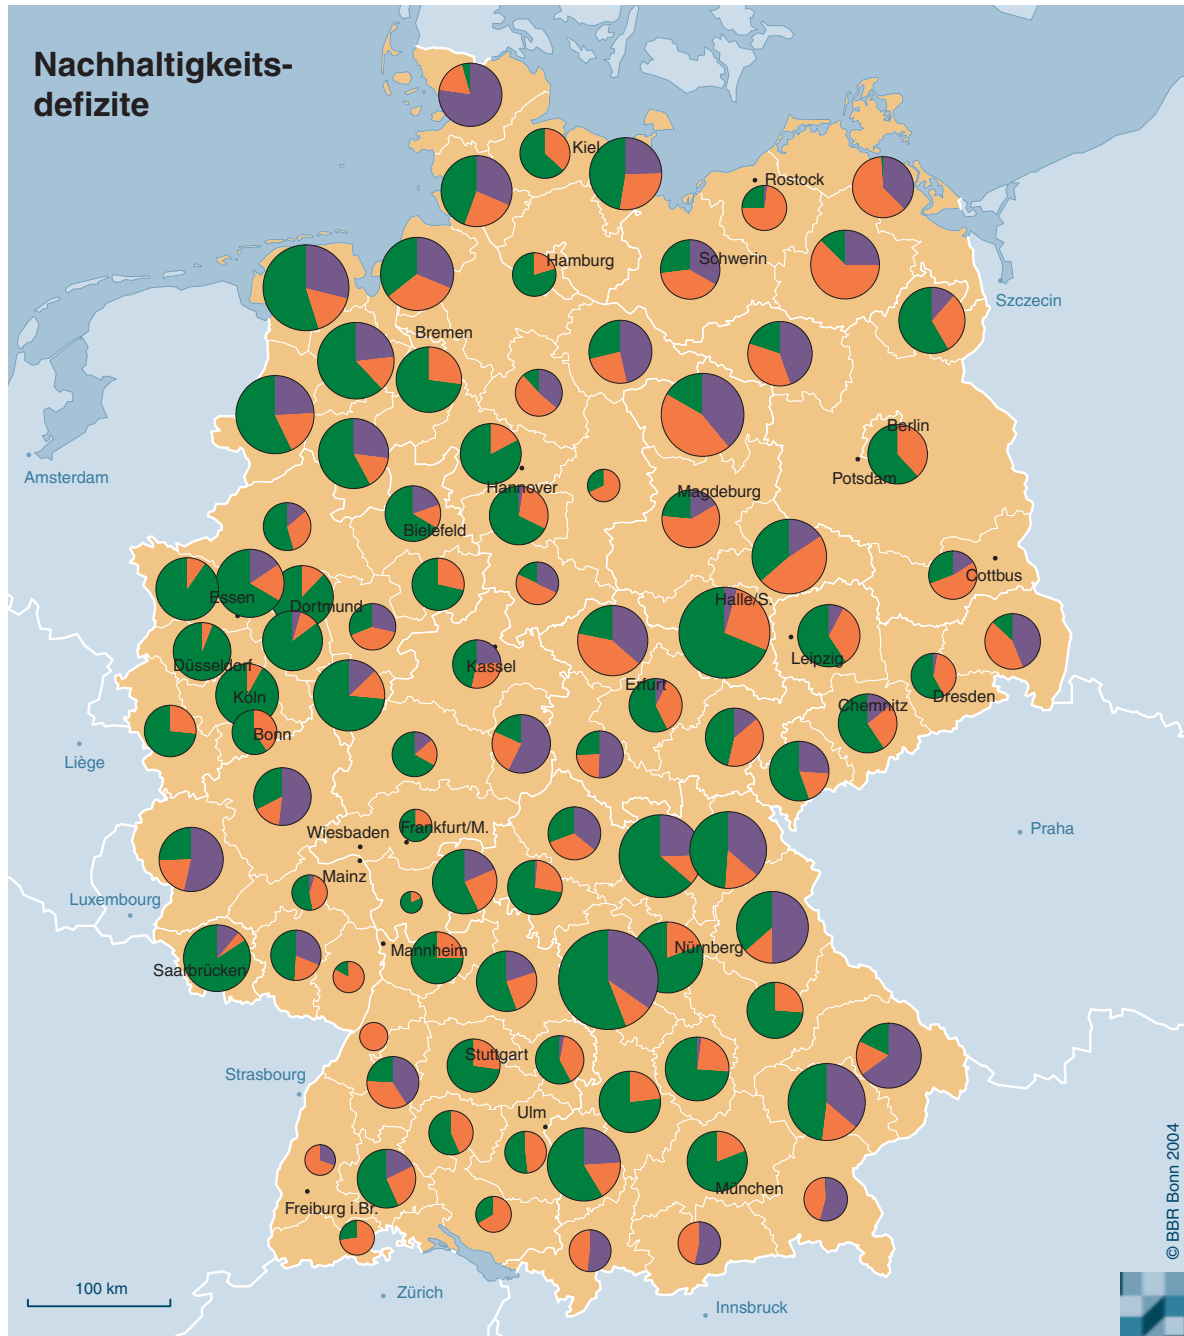 Nachhaltigkeits-
defizite
Kiel
Rostock
Hamburg
Schwerin
Szczecin
Bremen
Berlin
Amsterdam
Potsdam
Hannover
Magdeburg
Bielefeld
Cottbus
Essen
Dortmund
Halle/S.
Düsseldorf
Kassel
Leipzig
Köln
Erfurt
Dresden
Chemnitz
Bonn
Liège
Wiesbaden
Frankfurt/M.
Praha
Mainz
Luxembourg
Nürnberg
Mannheim
Saarbrücken
Stuttgart
Strasbourg
Ulm
München
Freiburg i.Br.
100 km
Zürich
Innsbruck
© BBR Bonn 2004